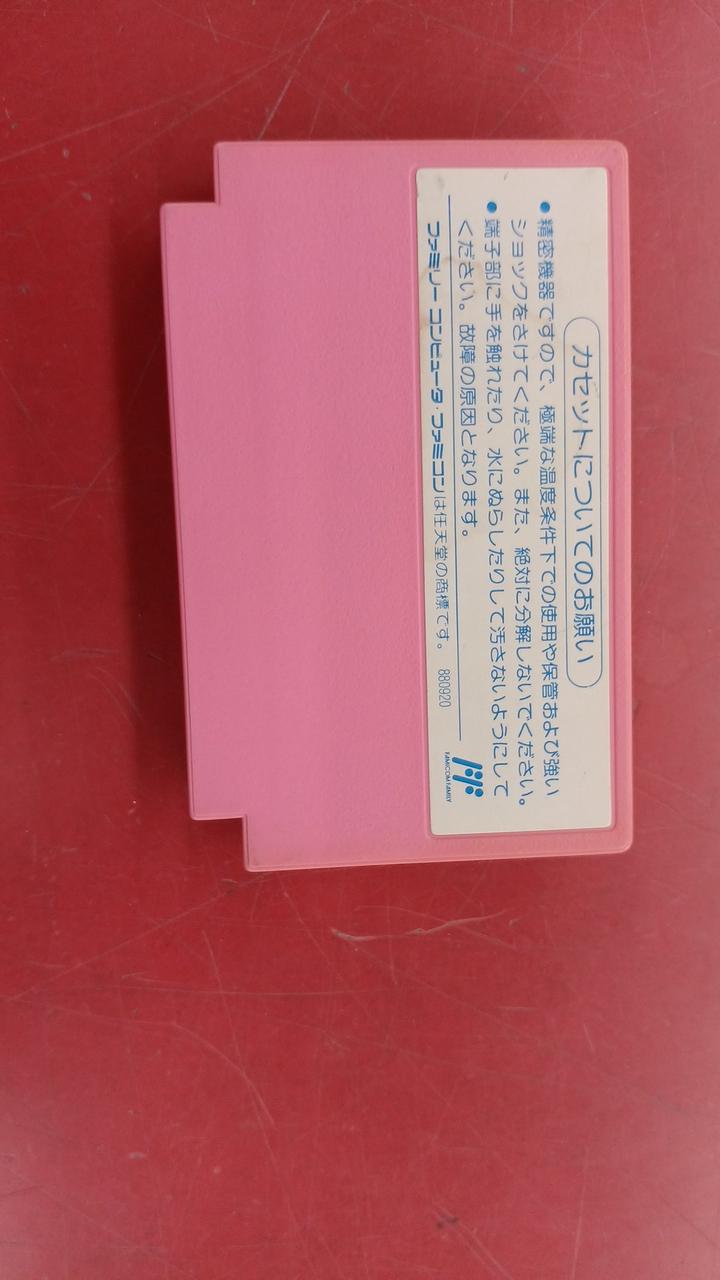 カセットについてのお願い
●精密機器ですので、極端な温度条件下での使用や保管および強い
ショックをさけてください。また、絶対に分解しないでください。
●端子部に手を触れたり、水にぬらしたりして汚さないようにして
ください。故障の原因となります。
ファミリーコンピュータ・ファミコンは任天堂の商標です。 880920
FAMICOM FAMILY